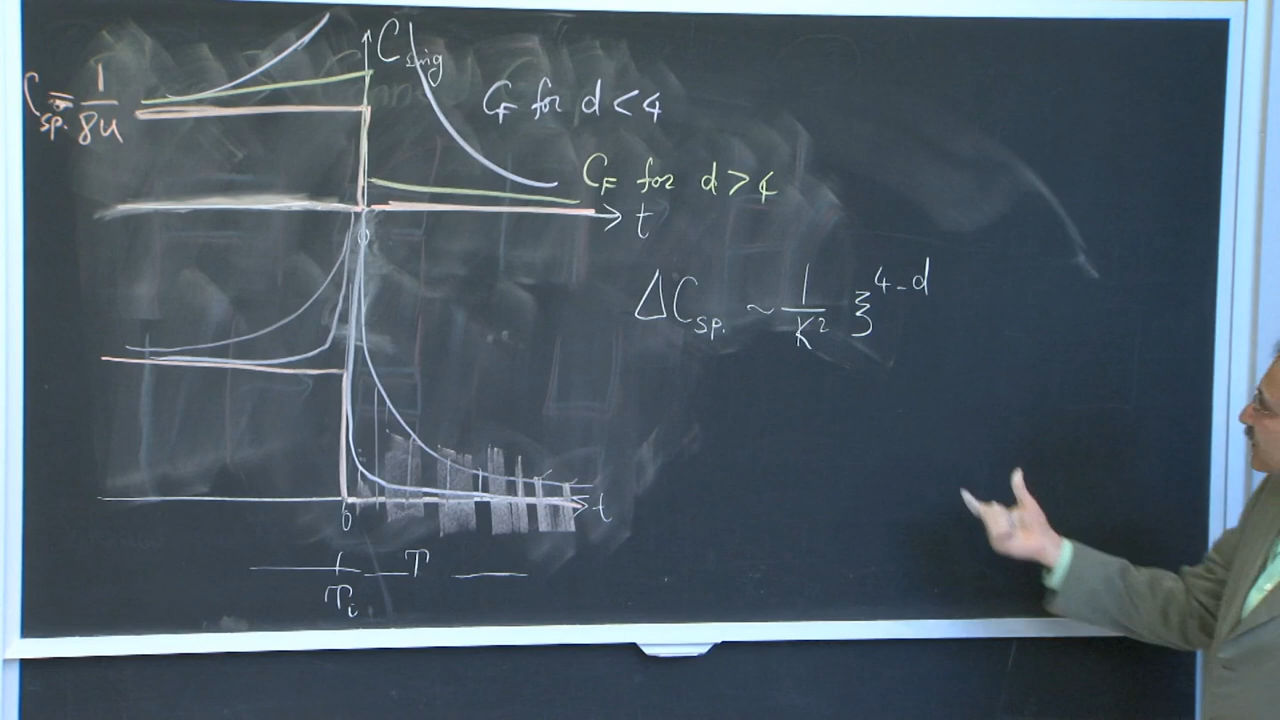 C_sing
C_sp. = 1/8u
C_F for d < 4
C_F for d > 4
t
0
ΔC_sp. ~ 1/K² ξ^{4-d}
t
0
T
T_i